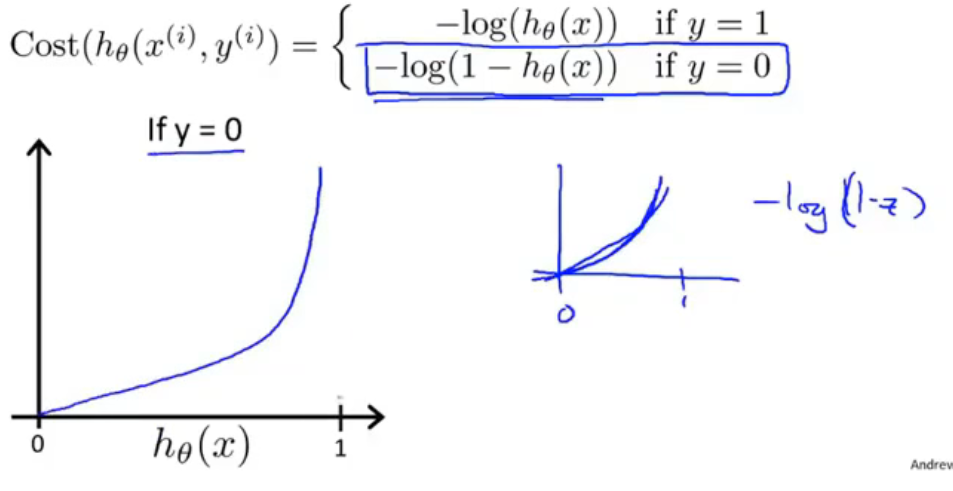 Cost(hθ(x⁽ⁱ⁾, y⁽ⁱ⁾) = { −log(hθ(x)) if y = 1
−log(1 − hθ(x)) if y = 0
If y = 0
−log(1-z)
0 1
0 hθ(x) 1
Andrew